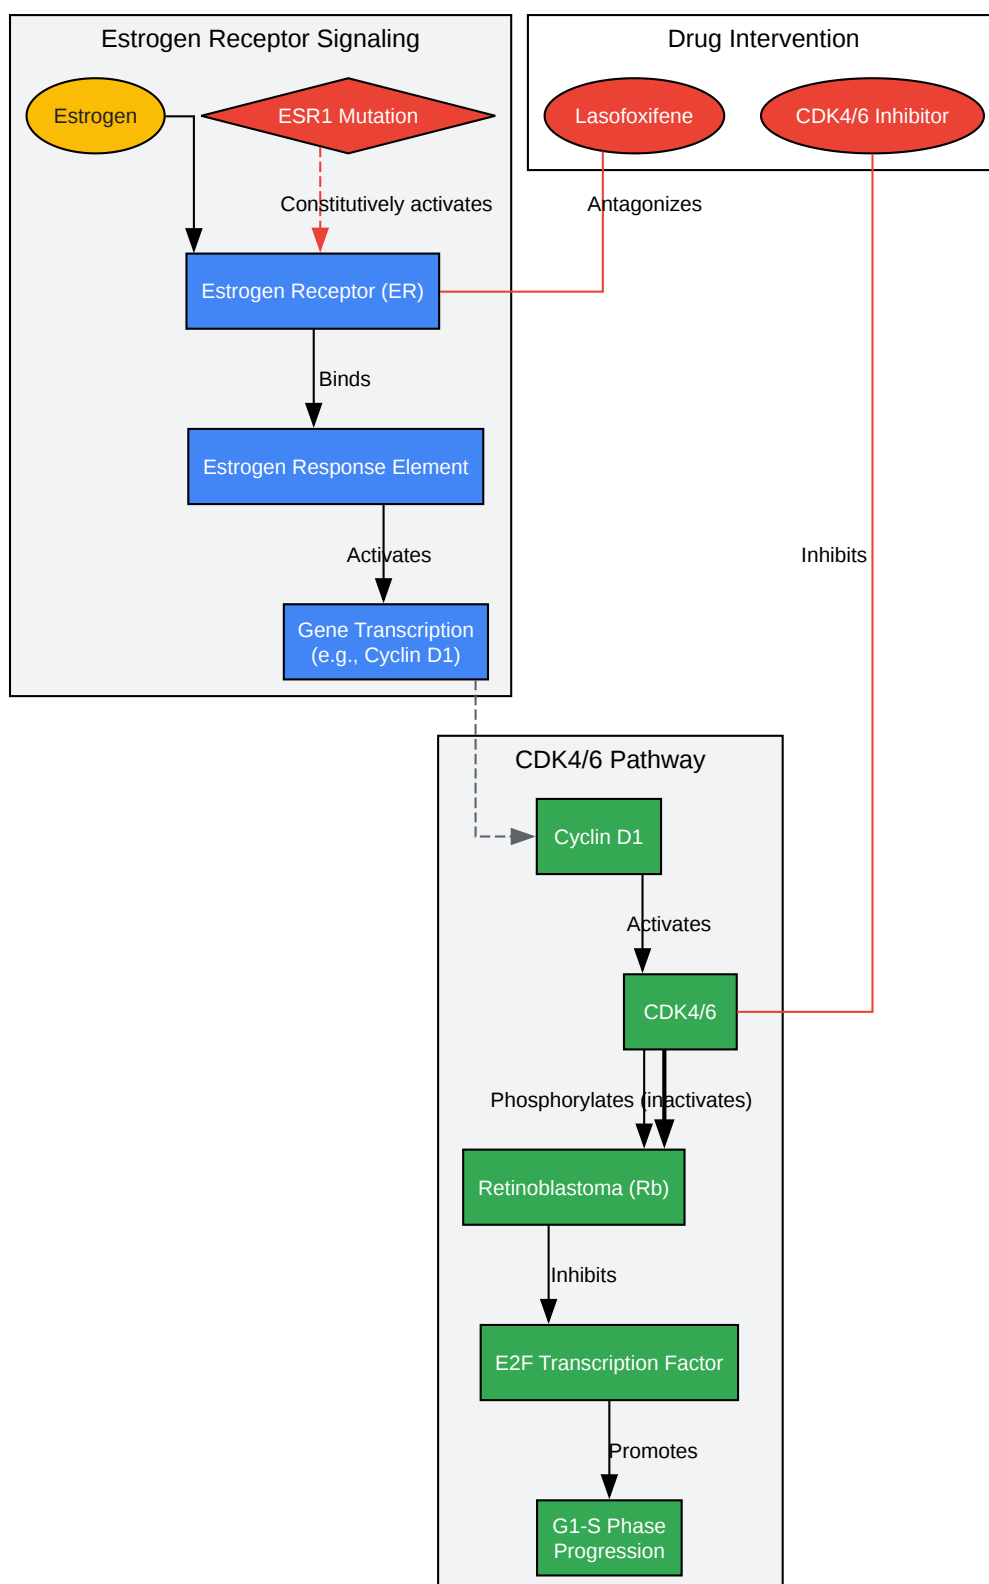 Estrogen Receptor Signaling
Drug Intervention
Estrogen
ESR1 Mutation
Lasofoxifene
CDK4/6 Inhibitor
Constitutively activates
Antagonizes
Estrogen Receptor (ER)
Binds
Estrogen Response Element
Activates
Inhibits
Gene Transcription
(e.g., Cyclin D1)
CDK4/6 Pathway
Cyclin D1
Activates
CDK4/6
Phosphorylates (inactivates)
Retinoblastoma (Rb)
Inhibits
E2F Transcription Factor
Promotes
G1-S Phase
Progression